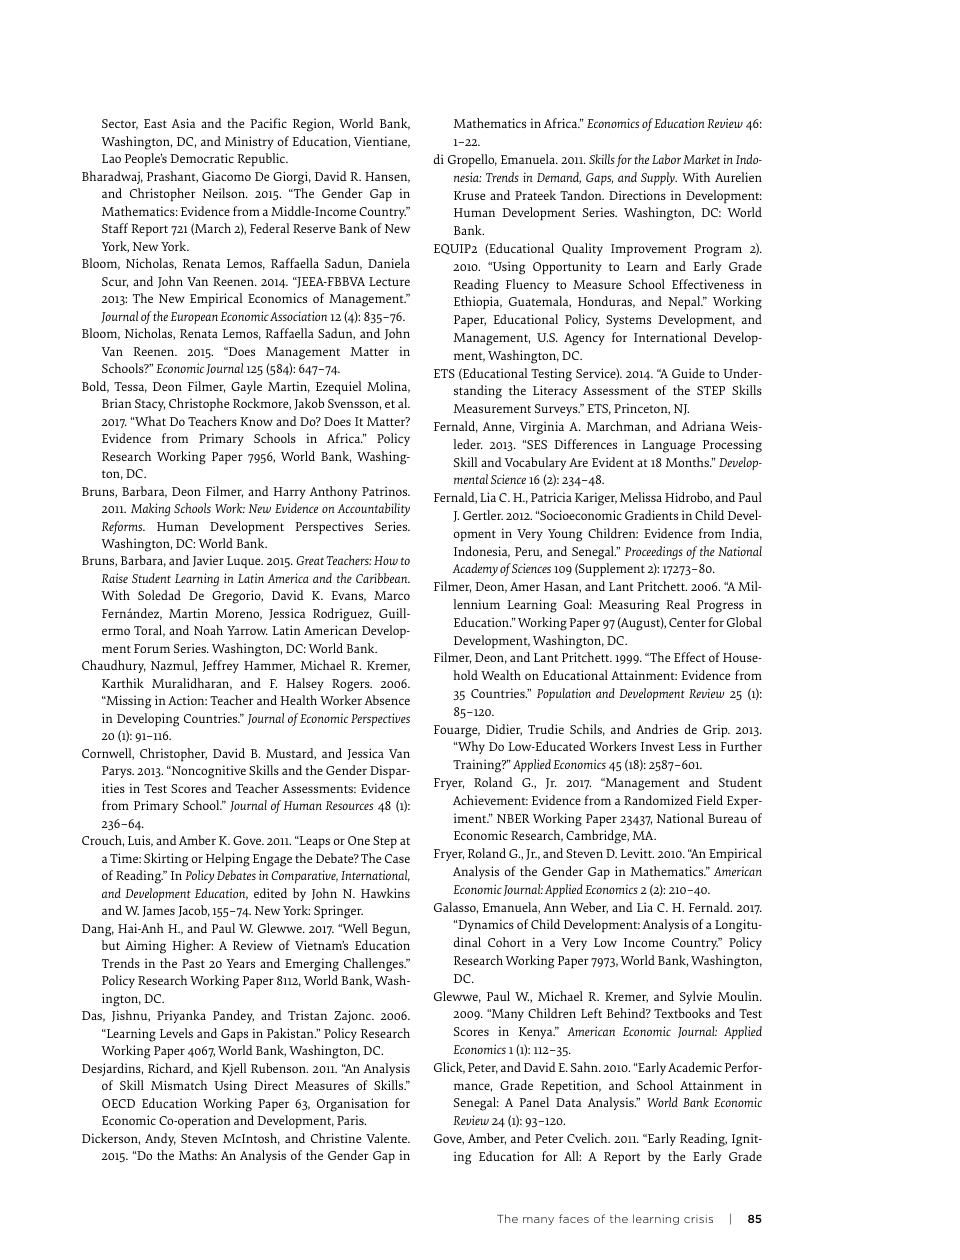 Sector, East Asia and the Pacific Region, World Bank,
Washington, DC, and Ministry of Education, Vientiane,
Lao People’s Democratic Republic.
Bharadwaj, Prashant, Giacomo De Giorgi, David R. Hansen,
and Christopher Neilson. 2015. “The Gender Gap in
Mathematics: Evidence from a Middle-Income Country.”
Staff Report 721 (March 2), Federal Reserve Bank of New
York, New York.
Bloom, Nicholas, Renata Lemos, Raffaella Sadun, Daniela
Scur, and John Van Reenen. 2014. “JEEA-FBBVA Lecture
2013: The New Empirical Economics of Management.”
Journal of the European Economic Association 12 (4): 835–76.
Bloom, Nicholas, Renata Lemos, Raffaella Sadun, and John
Van Reenen. 2015. “Does Management Matter in
Schools?” Economic Journal 125 (584): 647–74.
Bold, Tessa, Deon Filmer, Gayle Martin, Ezequiel Molina,
Brian Stacy, Christophe Rockmore, Jakob Svensson, et al.
2017. “What Do Teachers Know and Do? Does It Matter?
Evidence from Primary Schools in Africa.” Policy
Research Working Paper 7956, World Bank, Washing-
ton, DC.
Bruns, Barbara, Deon Filmer, and Harry Anthony Patrinos.
2011. Making Schools Work: New Evidence on Accountability
Reforms. Human Development Perspectives Series.
Washington, DC: World Bank.
Bruns, Barbara, and Javier Luque. 2015. Great Teachers: How to
Raise Student Learning in Latin America and the Caribbean.
With Soledad De Gregorio, David K. Evans, Marco
Fernández, Martin Moreno, Jessica Rodriguez, Guill-
ermo Toral, and Noah Yarrow. Latin American Develop-
ment Forum Series. Washington, DC: World Bank.
Chaudhury, Nazmul, Jeffrey Hammer, Michael R. Kremer,
Karthik Muralidharan, and F. Halsey Rogers. 2006.
“Missing in Action: Teacher and Health Worker Absence
in Developing Countries.” Journal of Economic Perspectives
20 (1): 91–116.
Cornwell, Christopher, David B. Mustard, and Jessica Van
Parys. 2013. “Noncognitive Skills and the Gender Dispar-
ities in Test Scores and Teacher Assessments: Evidence
from Primary School.” Journal of Human Resources 48 (1):
236–64.
Crouch, Luis, and Amber K. Gove. 2011. “Leaps or One Step at
a Time: Skirting or Helping Engage the Debate? The Case
of Reading.” In Policy Debates in Comparative, International,
and Development Education, edited by John N. Hawkins
and W. James Jacob, 155–74. New York: Springer.
Dang, Hai-Anh H., and Paul W. Glewwe. 2017. “Well Begun,
but Aiming Higher: A Review of Vietnam’s Education
Trends in the Past 20 Years and Emerging Challenges.”
Policy Research Working Paper 8112, World Bank, Wash-
ington, DC.
Das, Jishnu, Priyanka Pandey, and Tristan Zajonc. 2006.
“Learning Levels and Gaps in Pakistan.” Policy Research
Working Paper 4067, World Bank, Washington, DC.
Desjardins, Richard, and Kjell Rubenson. 2011. “An Analysis
of Skill Mismatch Using Direct Measures of Skills.”
OECD Education Working Paper 63, Organisation for
Economic Co-operation and Development, Paris.
Dickerson, Andy, Steven McIntosh, and Christine Valente.
2015. “Do the Maths: An Analysis of the Gender Gap in
Mathematics in Africa.” Economics of Education Review 46:
1–22.
di Gropello, Emanuela. 2011. Skills for the Labor Market in Indo-
nesia: Trends in Demand, Gaps, and Supply. With Aurelien
Kruse and Prateek Tandon. Directions in Development:
Human Development Series. Washington, DC: World
Bank.
EQUIP2 (Educational Quality Improvement Program 2).
2010. “Using Opportunity to Learn and Early Grade
Reading Fluency to Measure School Effectiveness in
Ethiopia, Guatemala, Honduras, and Nepal.” Working
Paper, Educational Policy, Systems Development, and
Management, U.S. Agency for International Develop-
ment, Washington, DC.
ETS (Educational Testing Service). 2014. “A Guide to Under-
standing the Literacy Assessment of the STEP Skills
Measurement Surveys.” ETS, Princeton, NJ.
Fernald, Anne, Virginia A. Marchman, and Adriana Weis-
leder. 2013. “SES Differences in Language Processing
Skill and Vocabulary Are Evident at 18 Months.” Develop-
mental Science 16 (2): 234–48.
Fernald, Lia C. H., Patricia Kariger, Melissa Hidrobo, and Paul
J. Gertler. 2012. “Socioeconomic Gradients in Child Devel-
opment in Very Young Children: Evidence from India,
Indonesia, Peru, and Senegal.” Proceedings of the National
Academy of Sciences 109 (Supplement 2): 17273–80.
Filmer, Deon, Amer Hasan, and Lant Pritchett. 2006. “A Mil-
lennium Learning Goal: Measuring Real Progress in
Education.” Working Paper 97 (August), Center for Global
Development, Washington, DC.
Filmer, Deon, and Lant Pritchett. 1999. “The Effect of House-
hold Wealth on Educational Attainment: Evidence from
35 Countries.” Population and Development Review 25 (1):
85–120.
Fouarge, Didier, Trudie Schils, and Andries de Grip. 2013.
“Why Do Low-Educated Workers Invest Less in Further
Training?” Applied Economics 45 (18): 2587–601.
Fryer, Roland G., Jr. 2017. “Management and Student
Achievement: Evidence from a Randomized Field Exper-
iment.” NBER Working Paper 23437, National Bureau of
Economic Research, Cambridge, MA.
Fryer, Roland G., Jr., and Steven D. Levitt. 2010. “An Empirical
Analysis of the Gender Gap in Mathematics.” American
Economic Journal: Applied Economics 2 (2): 210–40.
Galasso, Emanuela, Ann Weber, and Lia C. H. Fernald. 2017.
“Dynamics of Child Development: Analysis of a Longitu-
dinal Cohort in a Very Low Income Country.” Policy
Research Working Paper 7973, World Bank, Washington,
DC.
Glewwe, Paul W., Michael R. Kremer, and Sylvie Moulin.
2009. “Many Children Left Behind? Textbooks and Test
Scores in Kenya.” American Economic Journal: Applied
Economics 1 (1): 112–35.
Glick, Peter, and David E. Sahn. 2010. “Early Academic Perfor-
mance, Grade Repetition, and School Attainment in
Senegal: A Panel Data Analysis.” World Bank Economic
Review 24 (1): 93–120.
Gove, Amber, and Peter Cvelich. 2011. “Early Reading, Ignit-
ing Education for All: A Report by the Early Grade
The many faces of the learning crisis | 85